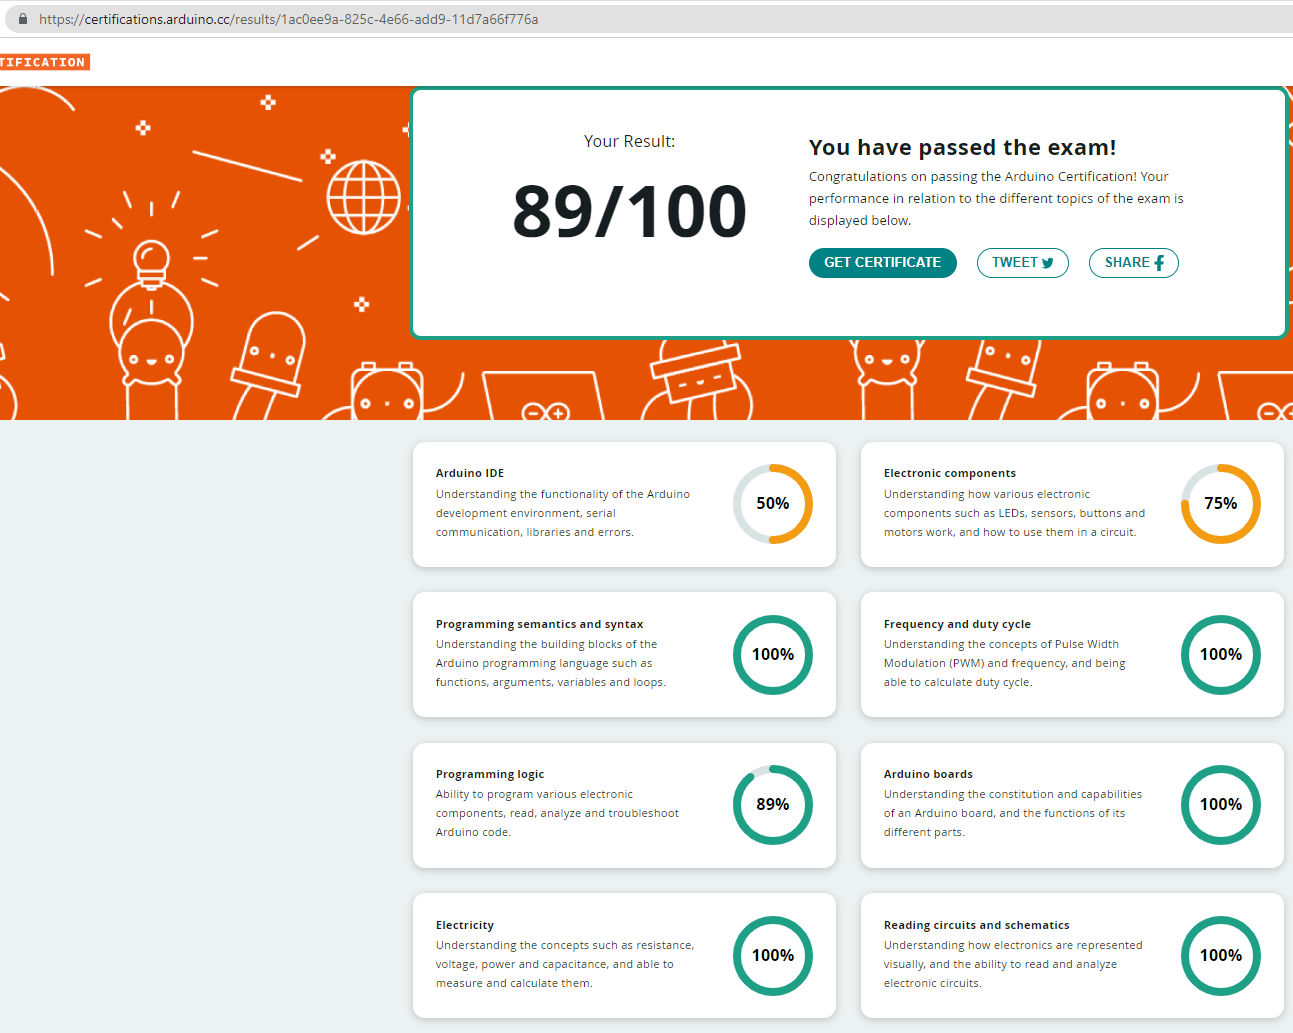 https://certifications.arduino.cc/results/1ac0ee9a-825c-4e66-add9-11d7a66f776a
TIFICATION
Your Result:
89/100
You have passed the exam!
Congratulations on passing the Arduino Certification! Your
performance in relation to the different topics of the exam is
displayed below.
GET CERTIFICATE
TWEET
SHARE
Arduino IDE
Understanding the functionality of the Arduino
development environment, serial
communication, libraries and errors.
50%
Electronic components
Understanding how various electronic
components such as LEDs, sensors, buttons and
motors work, and how to use them in a circuit.
75%
Programming semantics and syntax
Understanding the building blocks of the
Arduino programming language such as
functions, arguments, variables and loops.
100%
Frequency and duty cycle
Understanding the concepts of Pulse Width
Modulation (PWM) and frequency, and being
able to calculate duty cycle.
100%
Programming logic
Ability to program various electronic
components, read, analyze and troubleshoot
Arduino code.
89%
Arduino boards
Understanding the constitution and capabilities
of an Arduino board, and the functions of its
different parts.
100%
Electricity
Understanding the concepts such as resistance,
voltage, power and capacitance, and able to
measure and calculate them.
100%
Reading circuits and schematics
Understanding how electronics are represented
visually, and the ability to read and analyze
electronic circuits.
100%